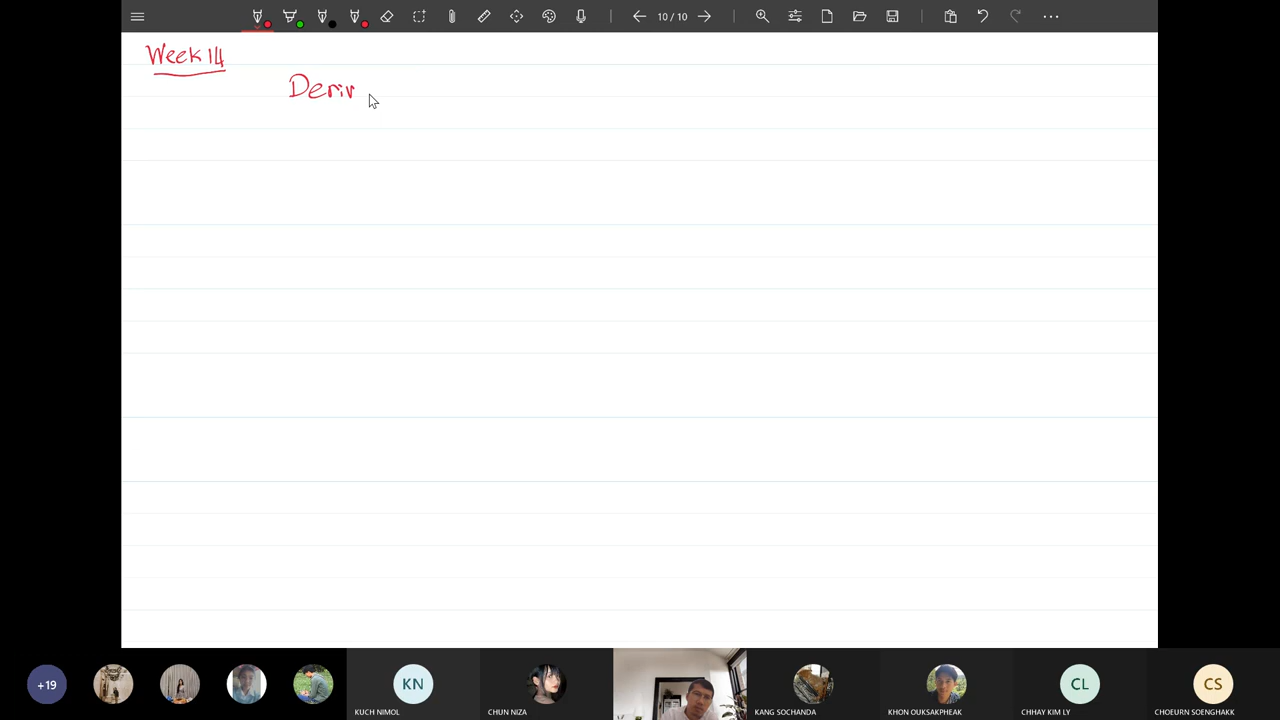 10 / 10
Week 14
Deriv
+19
KN
KUCH NIMOL
CHUN NIZA
KANG SOCHANDA
KHON OUKSAKPHEAK
CL
CHHAY KIM LY
CS
CHOEURN SOENGHAKK